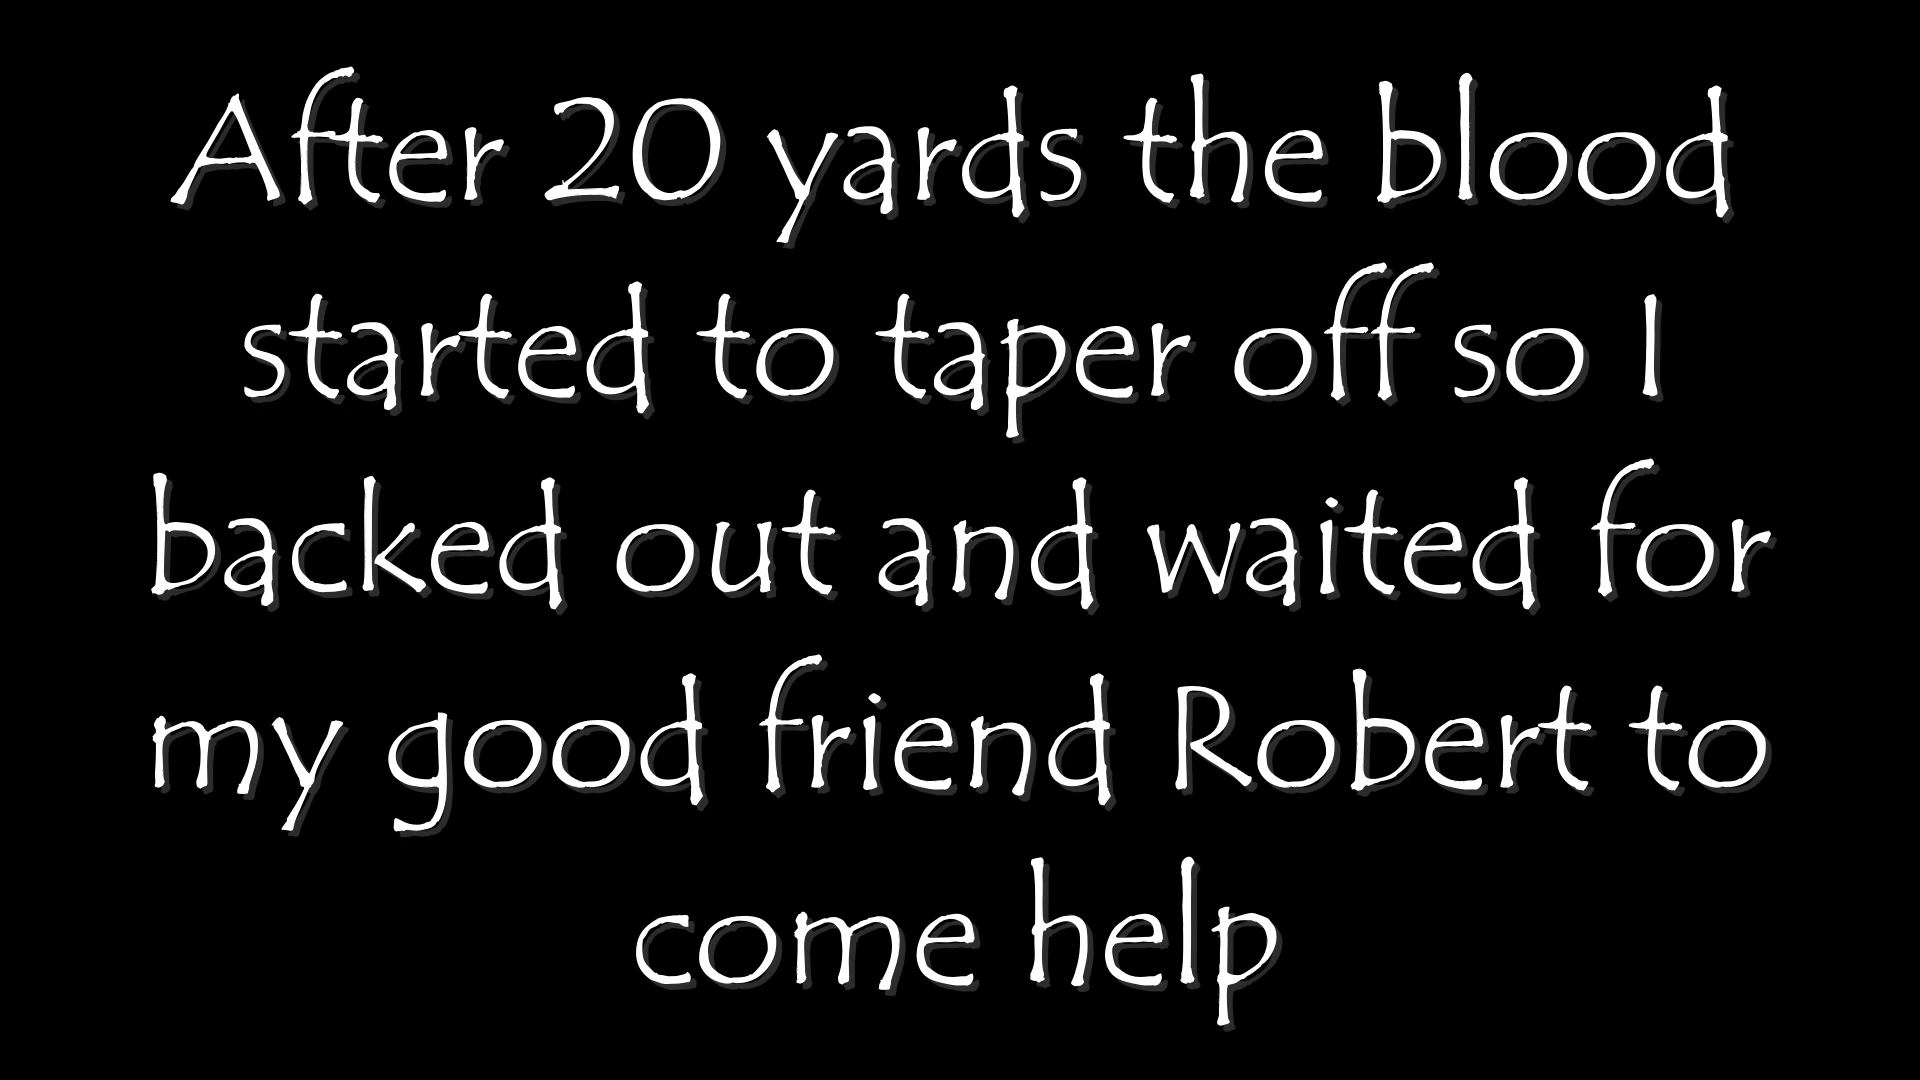 After 20 yards the blood
started to taper off so I
backed out and waited for
my good friend Robert to
come help